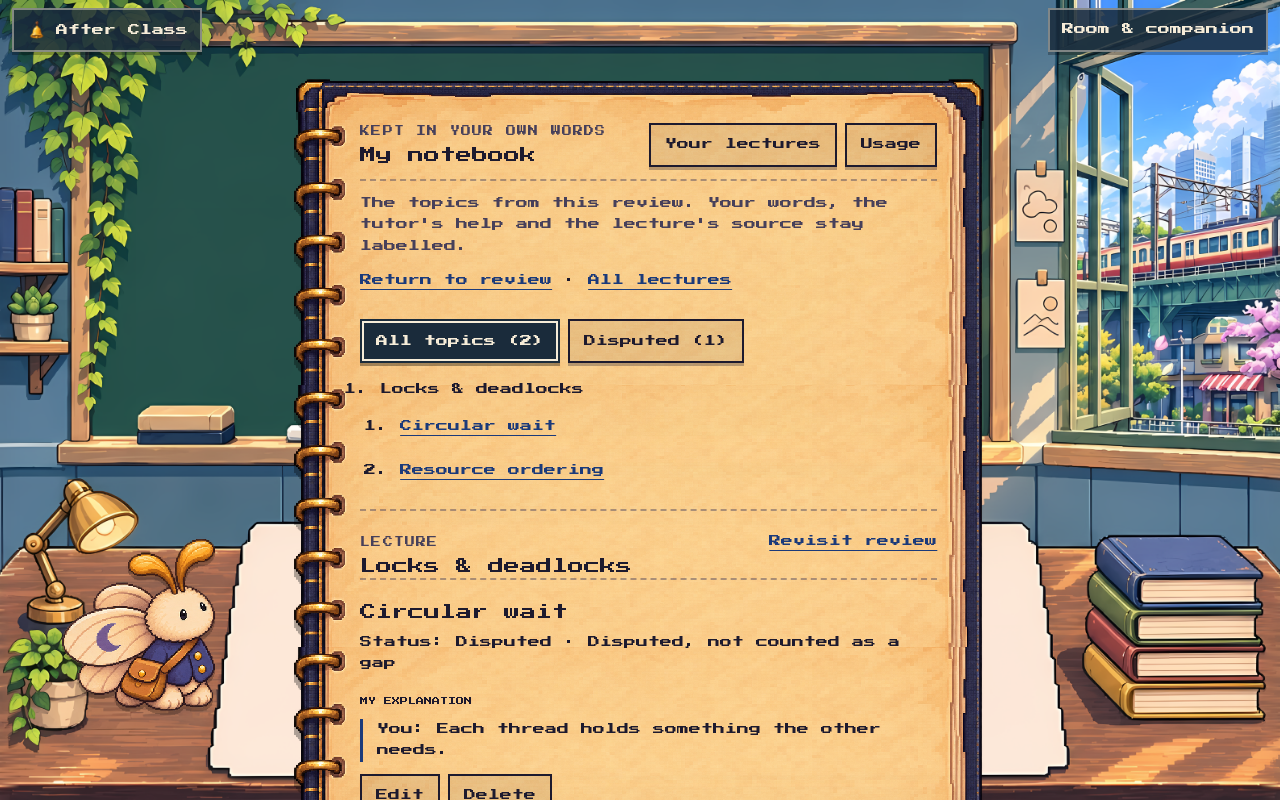 After Class
Room & companion
KEPT IN YOUR OWN WORDS
My notebook
Your lectures
Usage
The topics from this review. Your words, the
tutor's help and the lecture's source stay
labelled.
Return to review · All lectures
All topics (2)
Disputed (1)
1. Locks & deadlocks
1. Circular wait
2. Resource ordering
LECTURE
Revisit review
Locks & deadlocks
Circular wait
Status: Disputed · Disputed, not counted as a
gap
MY EXPLANATION
You: Each thread holds something the other
needs.
Edit
Delete